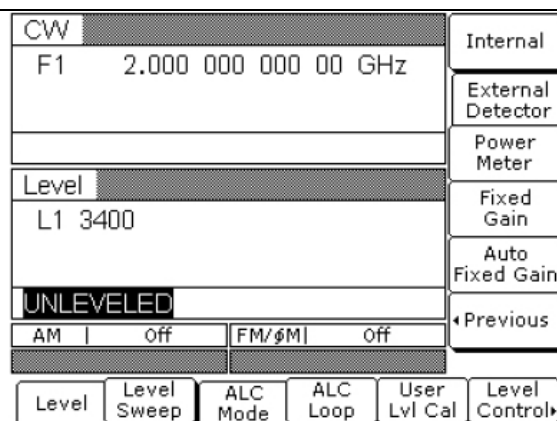 CW
F1 2.000 000 000 00 GHz
Level
L1 3400
UNLEVELED
AM | Off
FM/ϕM| Off
Internal
External
Detector
Power
Meter
Fixed
Gain
Auto
Fixed Gain
◂Previous
Level
Level
Sweep
ALC
Mode
ALC
Loop
User
Lvl Cal
Level
Control▸